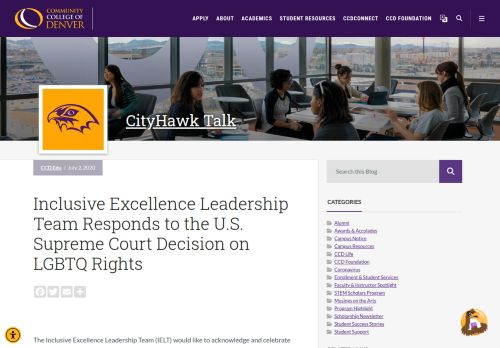 COMMUNITY
COLLEGE OF
DENVER
APPLY ABOUT ACADEMICS STUDENT RESOURCES CCDCONNECT CCD FOUNDATION
CityHawk Talk
CCD.Edu / July 2, 2020
Inclusive Excellence Leadership
Team Responds to the U.S.
Supreme Court Decision on
LGBTQ Rights
The Inclusive Excellence Leadership Team (IELT) would like to acknowledge and celebrate
Search this Blog
CATEGORIES
Alumni
Awards & Accolades
Campus Notice
Campus Resources
CCD Life
CCD Foundation
Coronavirus
Enrollment & Student Services
Faculty & Instructor Spotlight
STEM Scholars Program
Musings on the Arts
Program Highlight
Scholarship Newsletter
Student Success Stories
Student Support